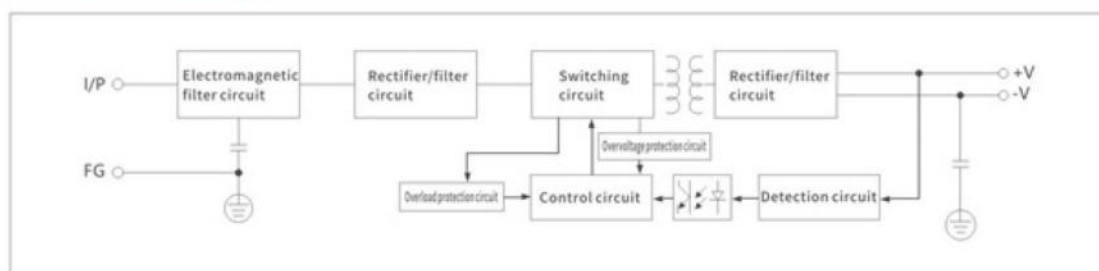 I/P
Electromagnetic
filter circuit
Rectifier/filter
circuit
Switching
circuit
Rectifier/filter
circuit
+V
-V
Overvoltage protection circuit
FG
Overload protection circuit
Control circuit
Detection circuit